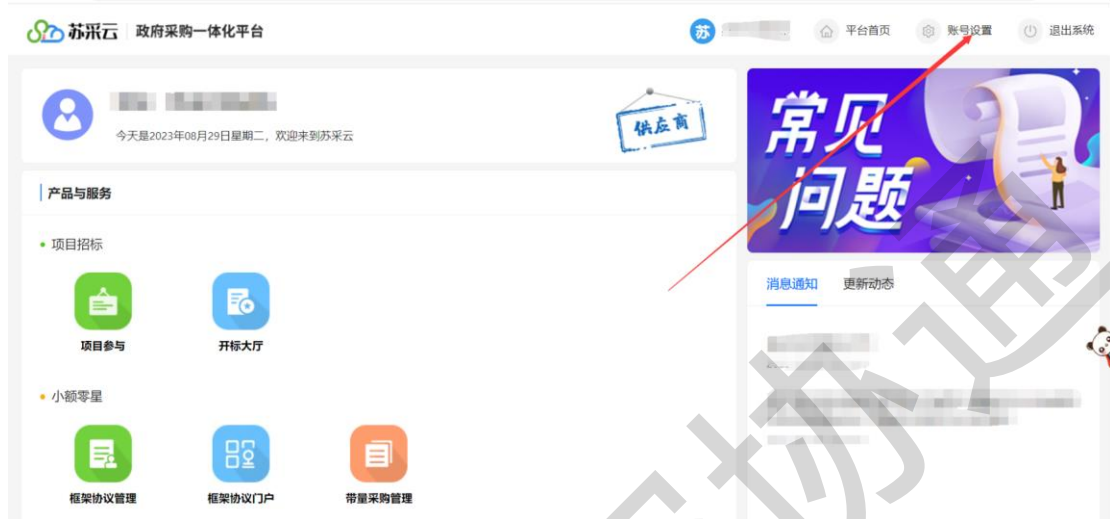 苏采云 政府采购一体化平台
苏 平台首页 账号设置 退出系统
今天是2023年08月29日星期二，欢迎来到苏采云
供应商
常见
问题
产品与服务
项目招标
项目参与 开标大厅
消息通知 更新动态
小额零星
框架协议管理 框架协议门户 带量采购管理
协通